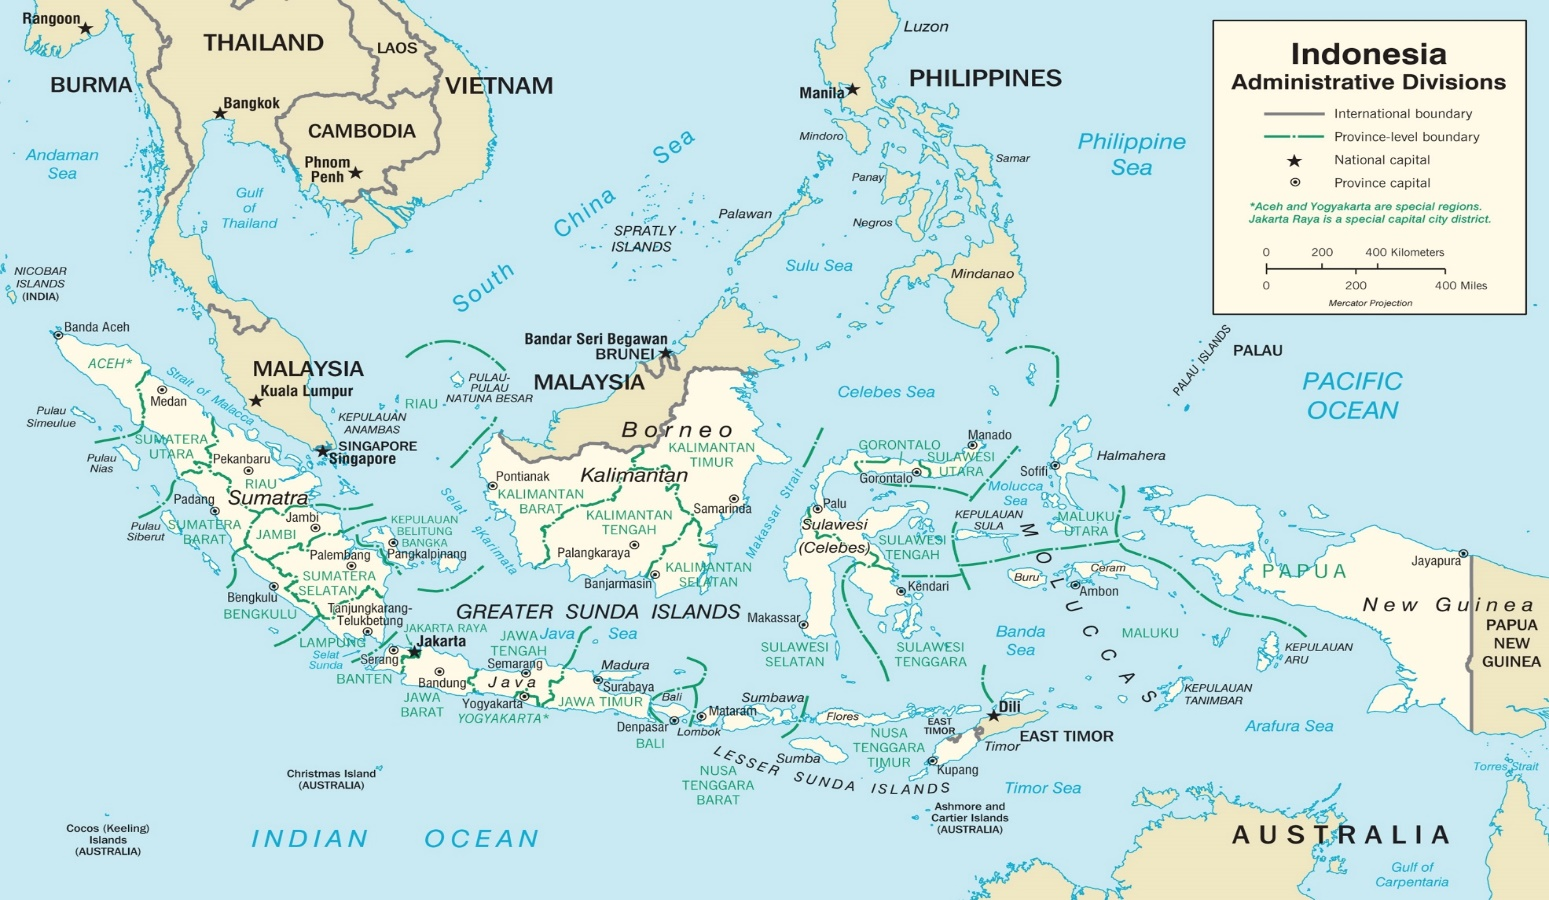 Indonesia
Administrative Divisions
International boundary
Province-level boundary
National capital
Province capital
*Aceh and Yogyakarta are special regions.
Jakarta Raya is a special capital city district.
0 200 400 Kilometers
0 200 400 Miles
Mercator Projection
Rangoon
THAILAND
LAOS
BURMA
VIETNAM
Bangkok
CAMBODIA
Phnom
Penh
Andaman
Sea
Gulf
of
Thailand
South China Sea
SPRATLY
ISLANDS
Luzon
PHILIPPINES
Manila
Mindoro
Samar
Panay
Palawan
Negros
Sulu Sea
Mindanao
Philippine
Sea
NICOBAR
ISLANDS
(INDIA)
Banda Aceh
ACEH*
Strait of Malacca
Medan
Pulau
Simeulue
SUMATERA
UTARA
Pulau
Nias
Pekanbaru
RIAU
Padang
Sumatra
Pulau
Siberut
SUMATERA
BARAT
Jambi
JAMBI
Palembang
SUMATERA
SELATAN
Bengkulu
BENGKULU
Tanjungkarang-
Telukbetung
LAMPUNG
Selat
Sunda
MALAYSIA
Kuala Lumpur
KEPULAUAN
ANAMBAS
SINGAPORE
Singapore
RIAU
PULAU-
PULAU
NATUNA BESAR
KEPULAUAN
BELITUNG
BANGKA
Pangkalpinang
Selat Karimata
Bandar Seri Begawan
BRUNEI
MALAYSIA
Borneo
KALIMANTAN
TIMUR
Kalimantan
Pontianak
KALIMANTAN
BARAT
KALIMANTAN
TENGAH
Samarinda
Palangkaraya
KALIMANTAN
SELATAN
Banjarmasin
Makassar Strait
GREATER SUNDA ISLANDS
Celebes Sea
PALAU ISLANDS
PALAU
PACIFIC
OCEAN
Manado
GORONTALO
SULAWESI
UTARA
Gorontalo
Sofifi
Halmahera
Molucca
Sea
Palu
Sulawesi
(Celebes)
SULAWESI
TENGAH
KEPULAUAN
SULA
MALUKU
UTARA
Kendari
Makassar
SULAWESI
SELATAN
SULAWESI
TENGGARA
Buru
Ceram
Ambon
MOLUCCAS
Banda
Sea
MALUKU
Jayapura
PAPUA
New Guinea
PAPUA
NEW
GUINEA
KEPULAUAN
ARU
KEPULAUAN
TANIMBAR
Arafura Sea
Torres Strait
JAKARTA RAYA
Jakarta
Serang
BANTEN
JAWA
TENGAH
Java Sea
Semarang
Madura
Bandung
Java
Surabaya
JAWA
BARAT
Yogyakarta
YOGYAKARTA*
JAWA TIMUR
Bali
Denpasar
BALI
Mataram
Lombok
Sumbawa
NUSA
TENGGARA
BARAT
Flores
Sumba
LESSER SUNDA ISLANDS
NUSA
TENGGARA
TIMUR
EAST
TIMOR
Dili
EAST TIMOR
Timor
Kupang
Timor Sea
Ashmore and
Cartier Islands
(AUSTRALIA)
Christmas Island
(AUSTRALIA)
Cocos (Keeling)
Islands
(AUSTRALIA)
INDIAN OCEAN
AUSTRALIA
Gulf of
Carpentaria